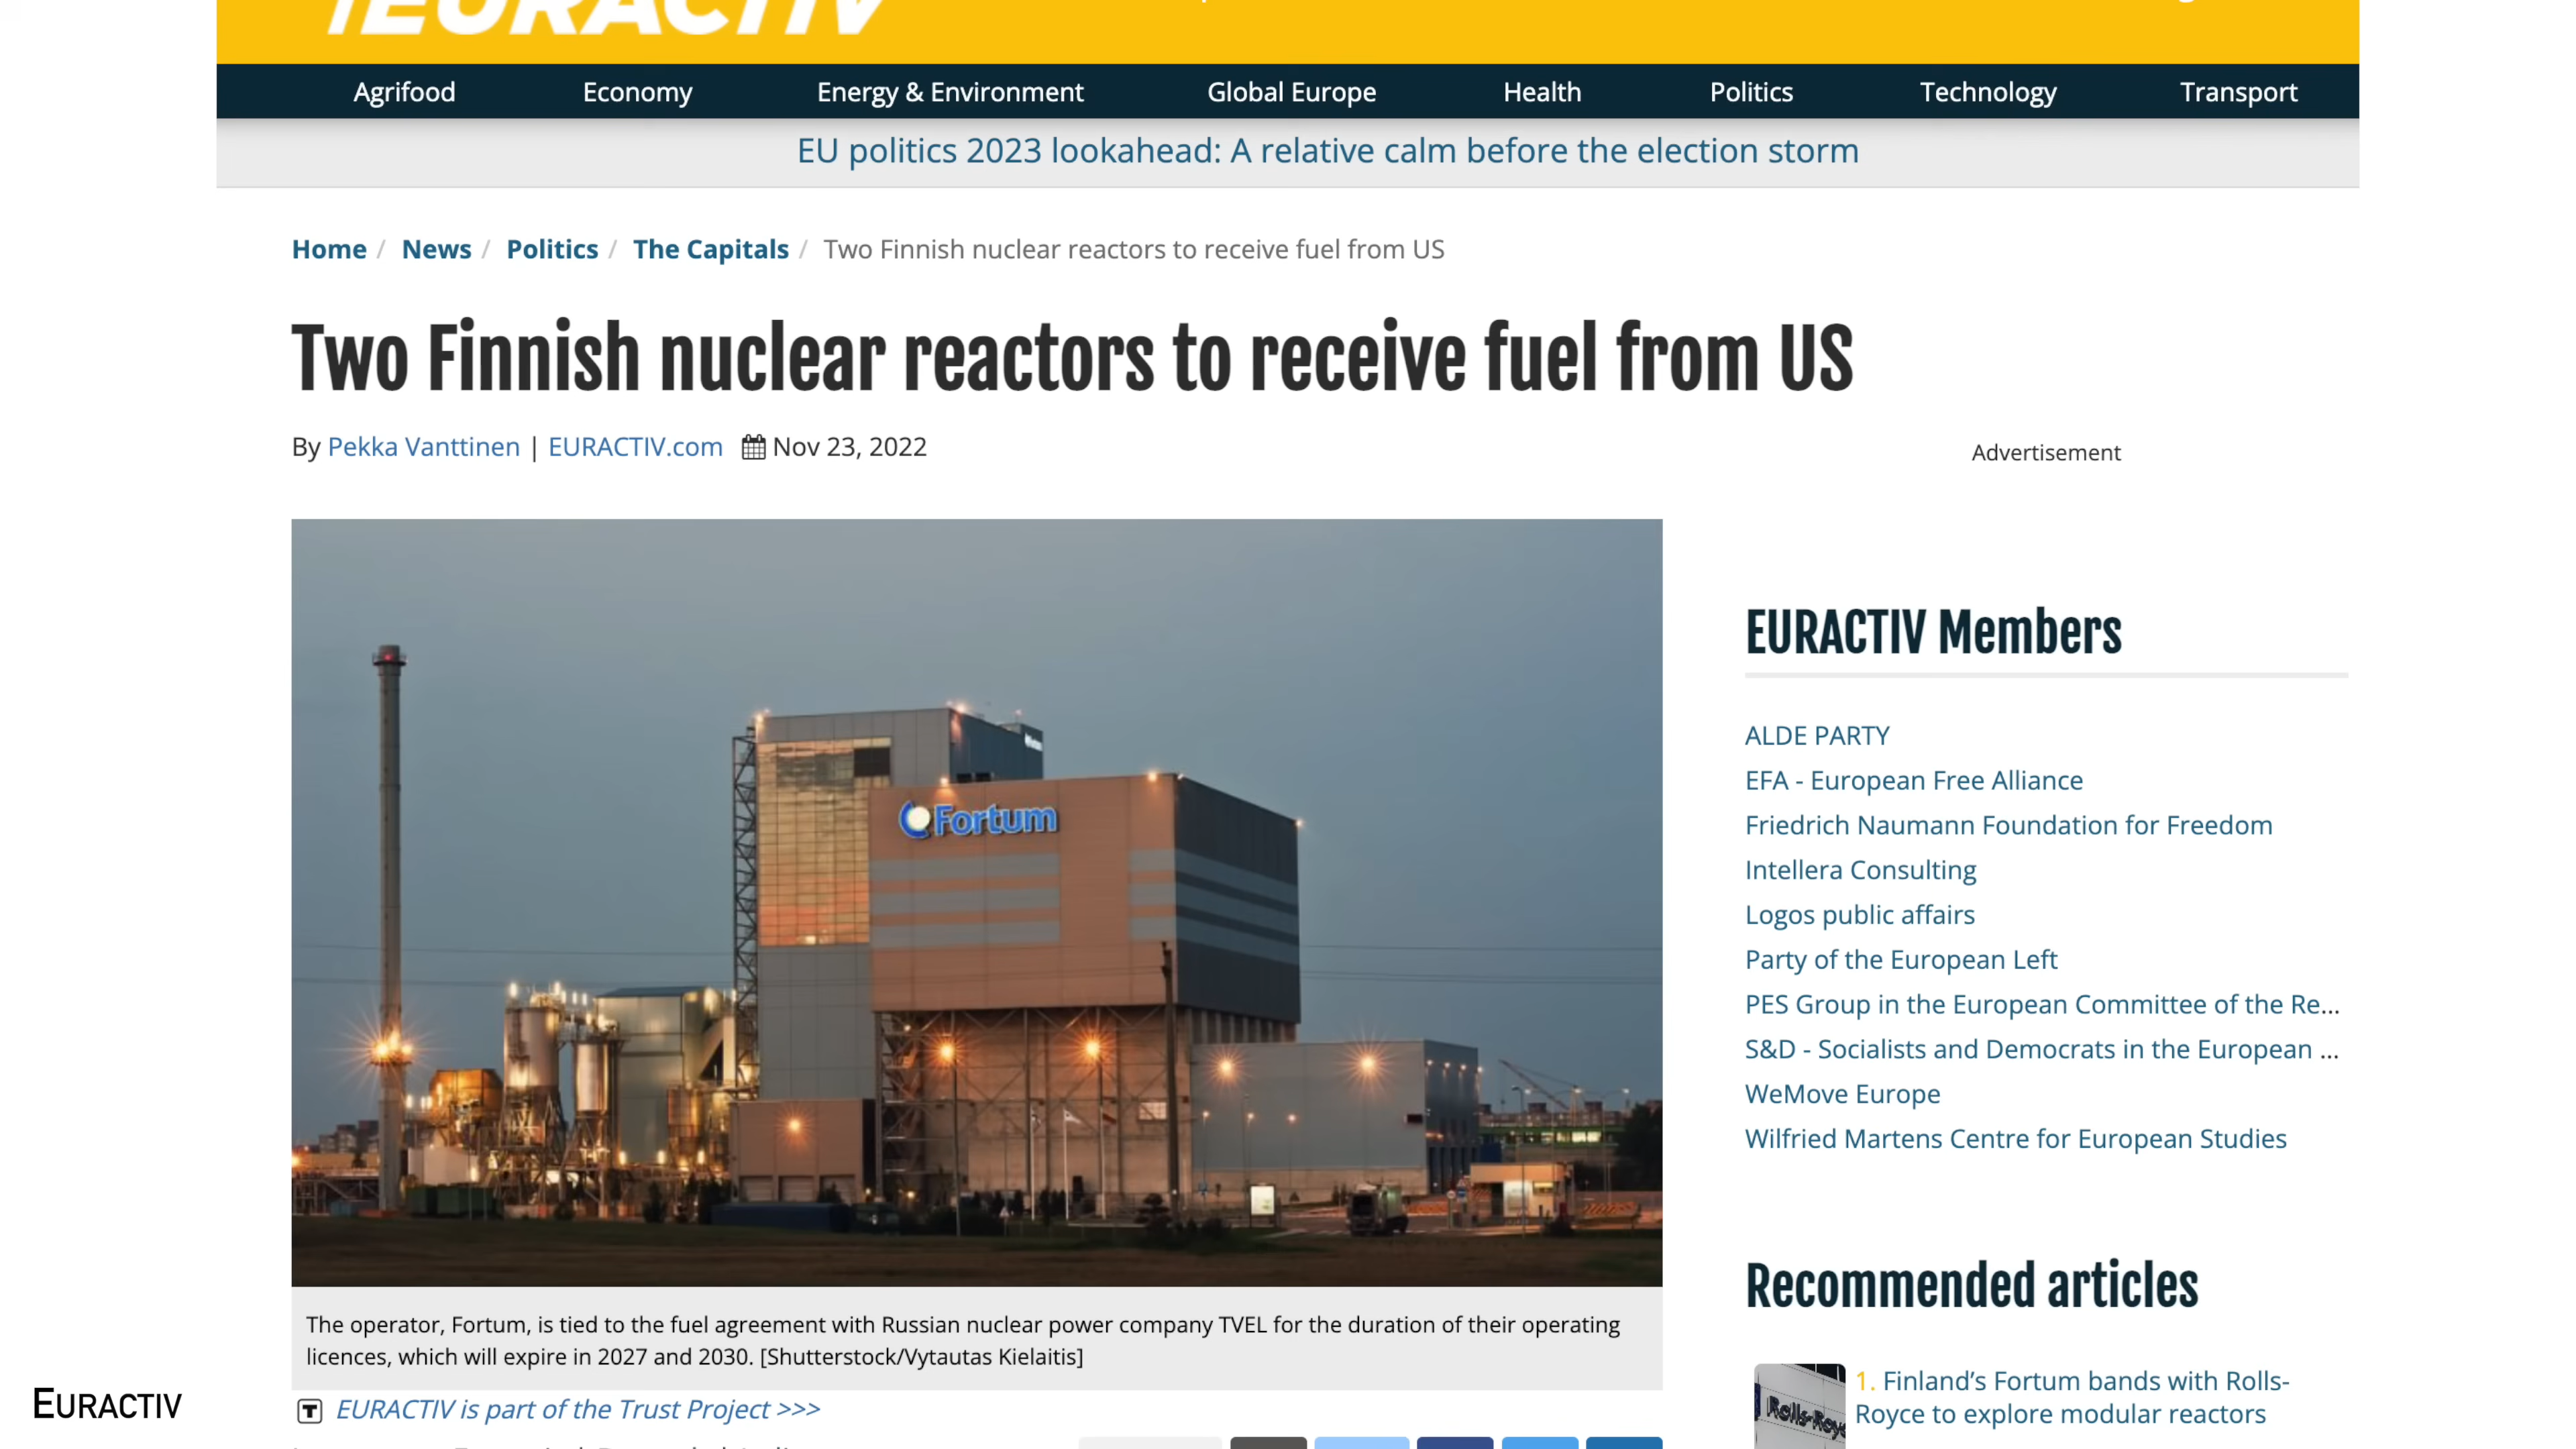 EURACTIV
Agrifood Economy Energy & Environment Global Europe Health Politics Technology Transport
EU politics 2023 lookahead: A relative calm before the election storm
Home / News / Politics / The Capitals / Two Finnish nuclear reactors to receive fuel from US
Two Finnish nuclear reactors to receive fuel from US
By Pekka Vanttinen | EURACTIV.com Nov 23, 2022
Advertisement
Fortum
The operator, Fortum, is tied to the fuel agreement with Russian nuclear power company TVEL for the duration of their operating
licences, which will expire in 2027 and 2030. [Shutterstock/Vytautas Kielaitis]
T EURACTIV is part of the Trust Project >>>
EURACTIV Members
ALDE PARTY
EFA - European Free Alliance
Friedrich Naumann Foundation for Freedom
Intellera Consulting
Logos public affairs
Party of the European Left
PES Group in the European Committee of the Re...
S&D - Socialists and Democrats in the European ...
WeMove Europe
Wilfried Martens Centre for European Studies
Recommended articles
1. Finland's Fortum bands with Rolls-
Royce to explore modular reactors
EURACTIV